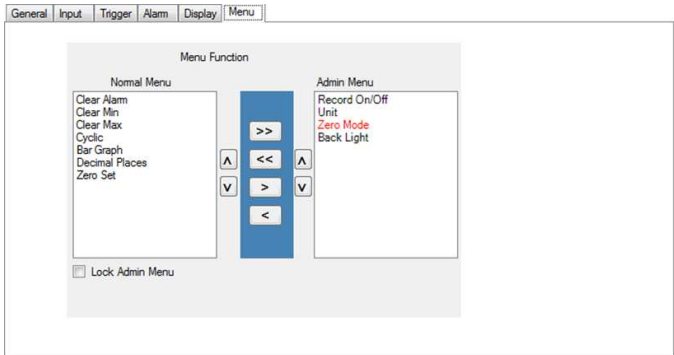 General Input Trigger Alarm Display Menu
Menu Function
Normal Menu
Admin Menu
Clear Alarm
Clear Min
Clear Max
Cyclic
Bar Graph
Decimal Places
Zero Set
>>
<<
>
<
Record On/Off
Unit
Zero Mode
Back Light
Lock Admin Menu